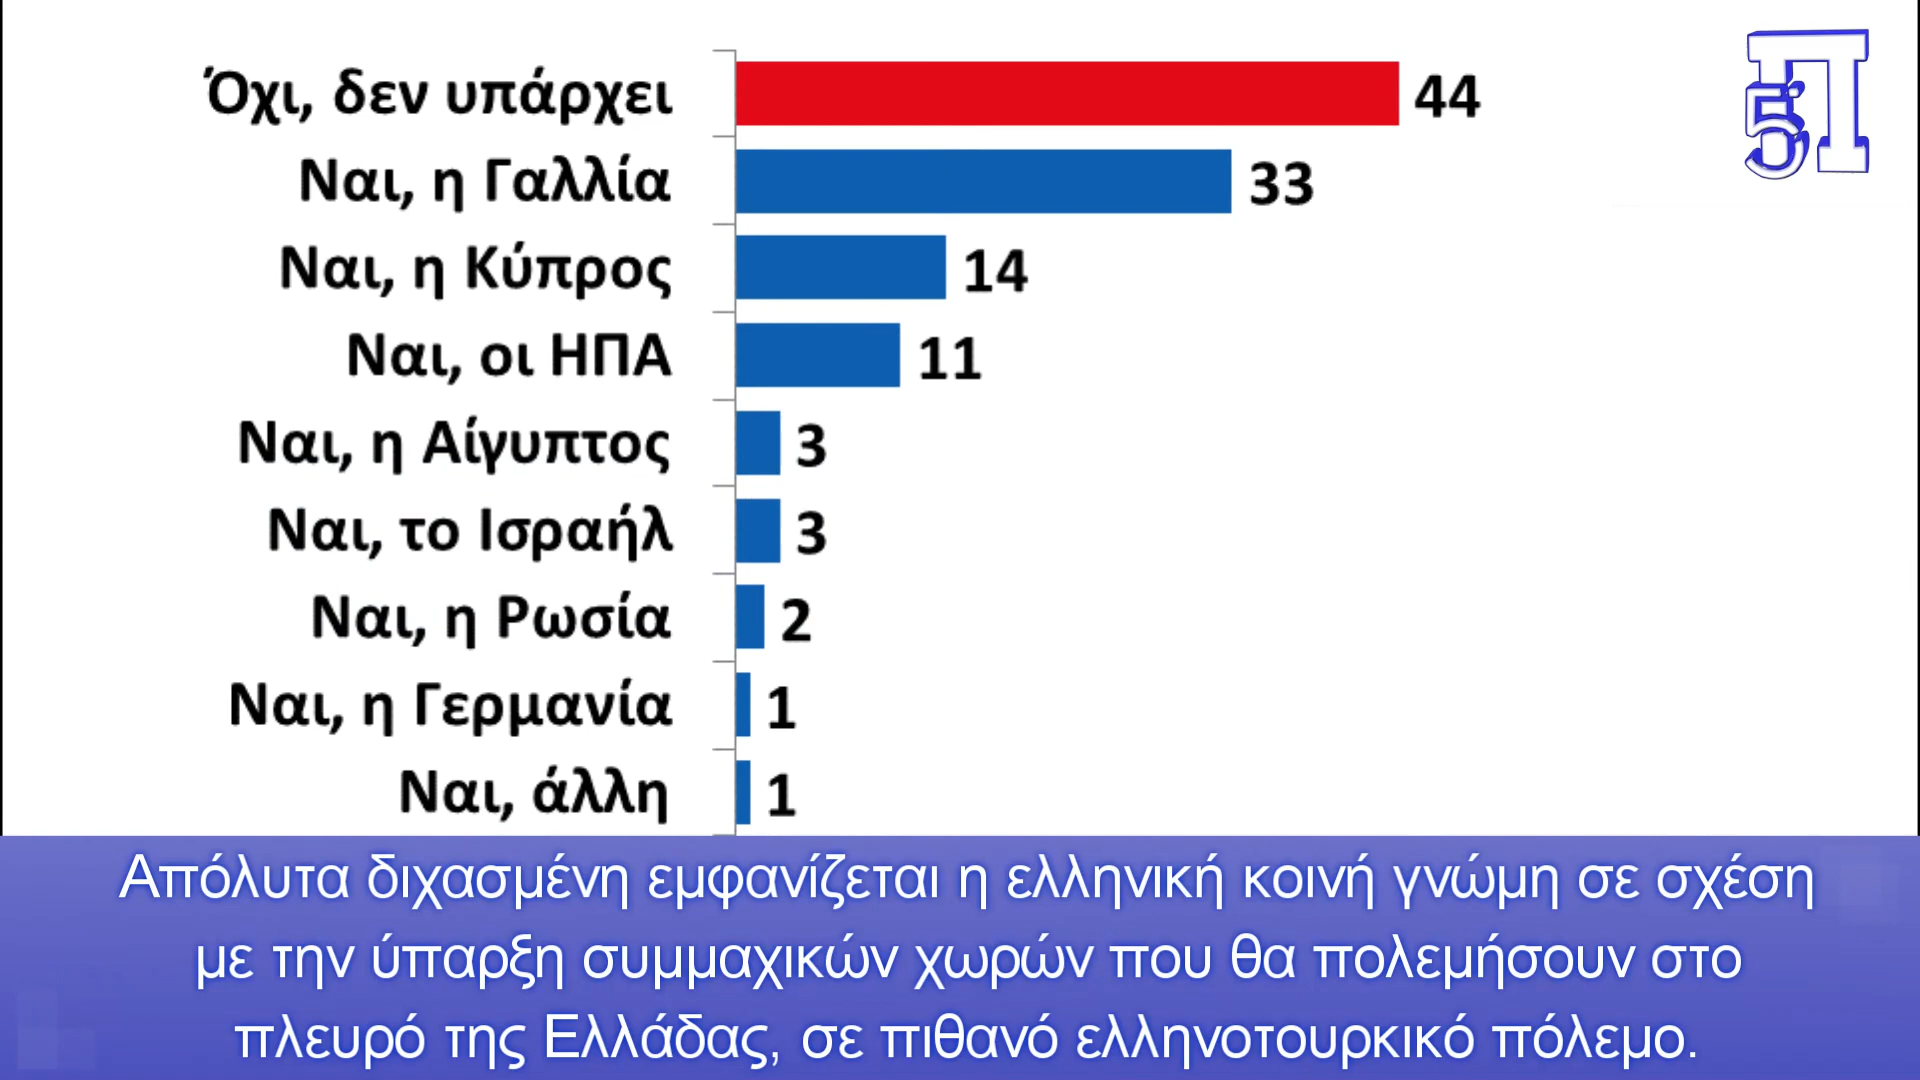 Όχι, δεν υπάρχει 44
Ναι, η Γαλλία 33
Ναι, η Κύπρος 14
Ναι, οι ΗΠΑ 11
Ναι, η Αίγυπτος 3
Ναι, το Ισραήλ 3
Ναι, η Ρωσία 2
Ναι, η Γερμανία 1
Ναι, άλλη 1
5'Π
Απόλυτα διχασμένη εμφανίζεται η ελληνική κοινή γνώμη σε σχέση
με την ύπαρξη συμμαχικών χωρών που θα πολεμήσουν στο
πλευρό της Ελλάδας, σε πιθανό ελληνοτουρκικό πόλεμο.